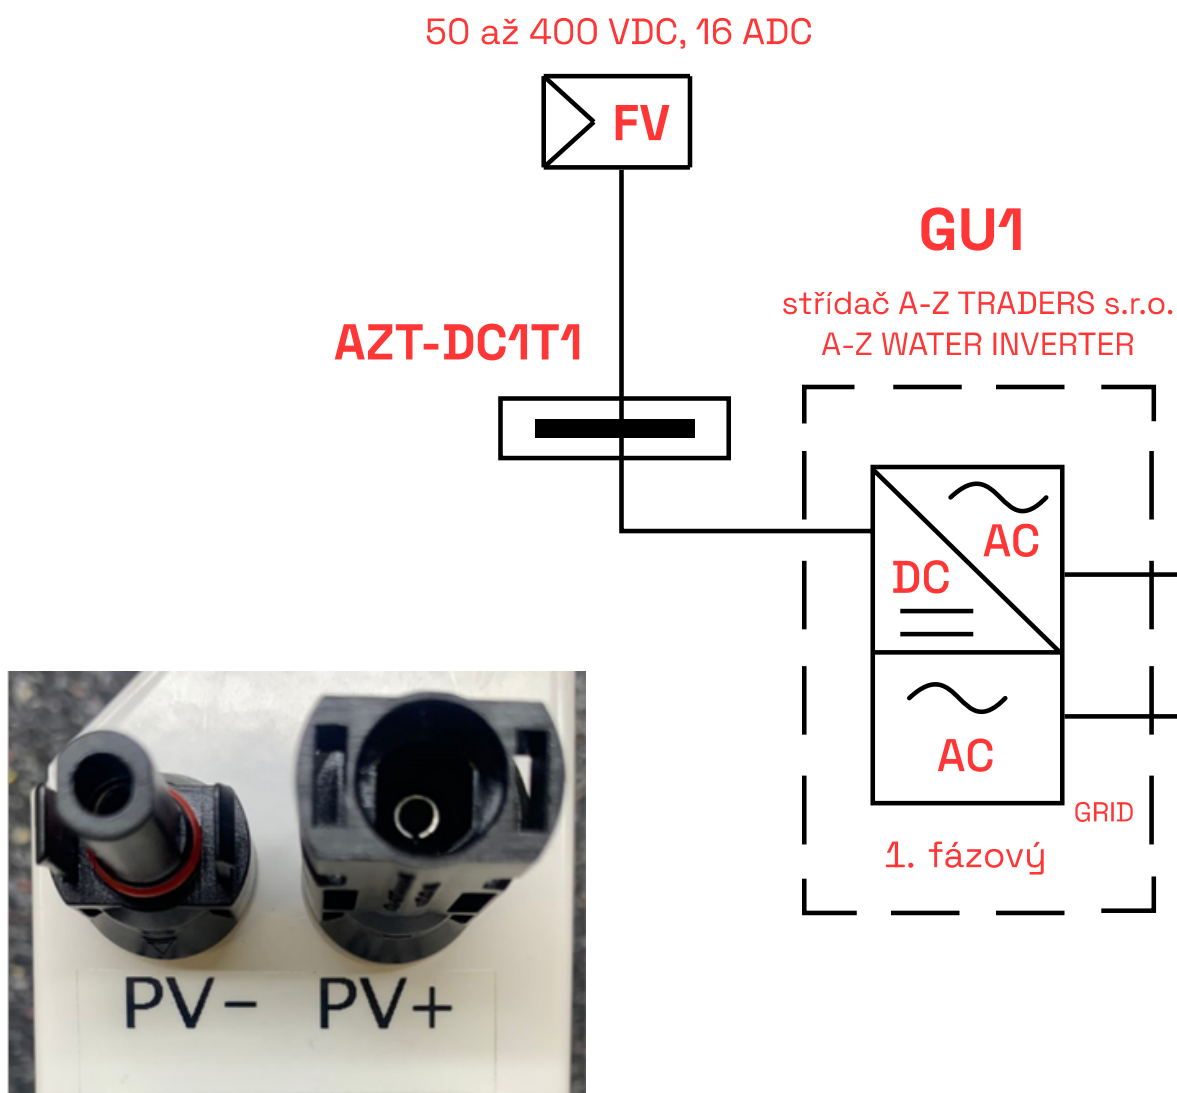 50 až 400 VDC, 16 ADC
FV
GU1
střídač A-Z TRADERS s.r.o.
A-Z WATER INVERTER
AZT-DC1T1
AC
DC
AC
GRID
1. fázový
PV- PV+